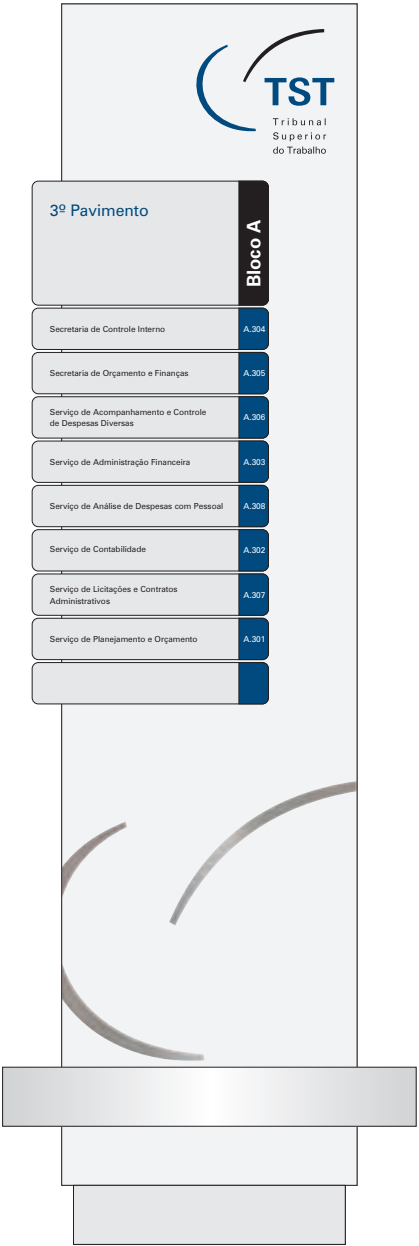 TST
Tribunal
Superior
do Trabalho
3º Pavimento
Bloco A
Secretaria de Controle Interno
A.304
Secretaria de Orçamento e Finanças
A.305
Serviço de Acompanhamento e Controle
de Despesas Diversas
A.306
Serviço de Administração Financeira
A.303
Serviço de Análise de Despesas com Pessoal
A.308
Serviço de Contabilidade
A.302
Serviço de Licitações e Contratos
Administrativos
A.307
Serviço de Planejamento e Orçamento
A.301